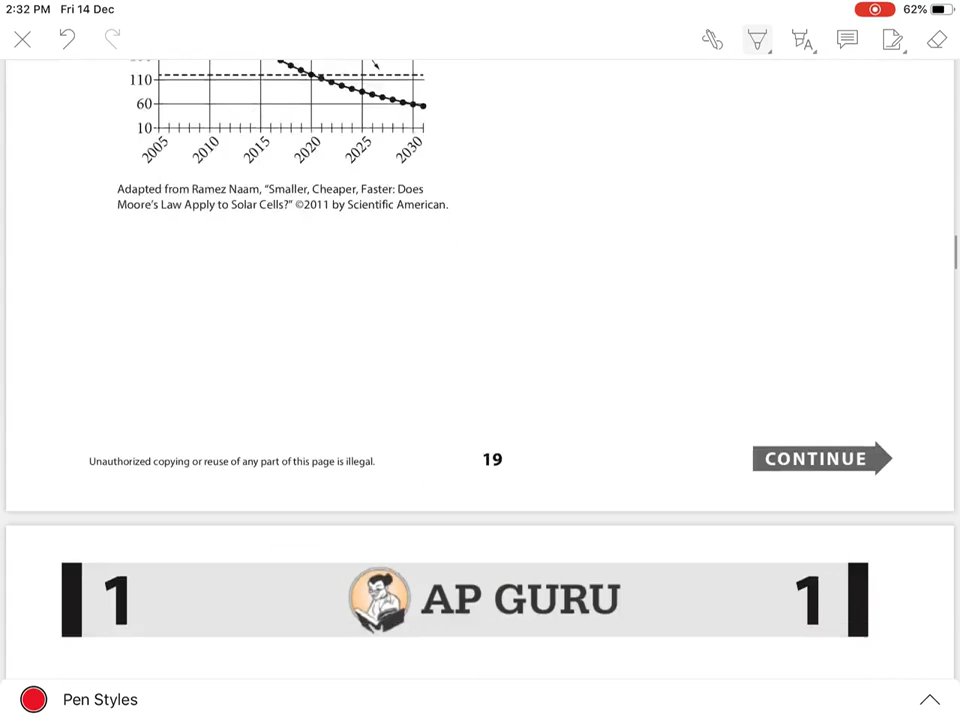 2:32 PM Fri 14 Dec
62%
110
60
10
2005
2010
2015
2020
2025
2030
Adapted from Ramez Naam, “Smaller, Cheaper, Faster: Does
Moore’s Law Apply to Solar Cells?” ©2011 by Scientific American.
Unauthorized copying or reuse of any part of this page is illegal.
19
CONTINUE
1
AP GURU
1
Pen Styles